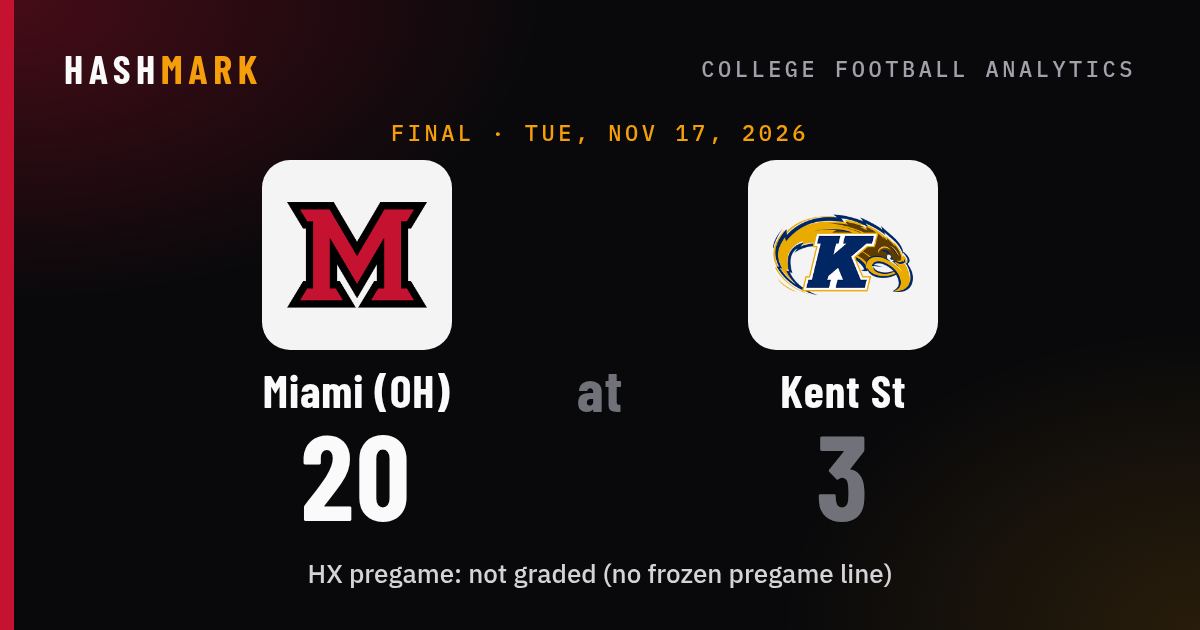 HASHMARK
COLLEGE FOOTBALL ANALYTICS
FINAL · TUE, NOV 17, 2026
M
K
Miami (OH)
at
Kent St
20
3
HX pregame: not graded (no frozen pregame line)